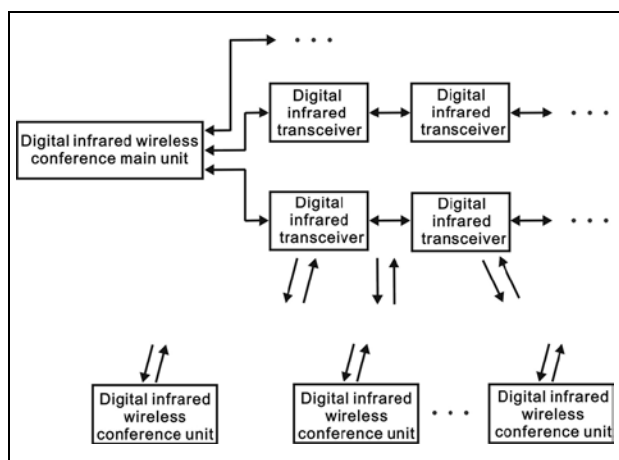 Digital infrared wireless
conference main unit
Digital
infrared
transceiver
Digital
infrared
transceiver
Digital
infrared
transceiver
Digital
infrared
transceiver
Digital infrared
wireless
conference unit
Digital infrared
wireless
conference unit
Digital infrared
wireless
conference unit